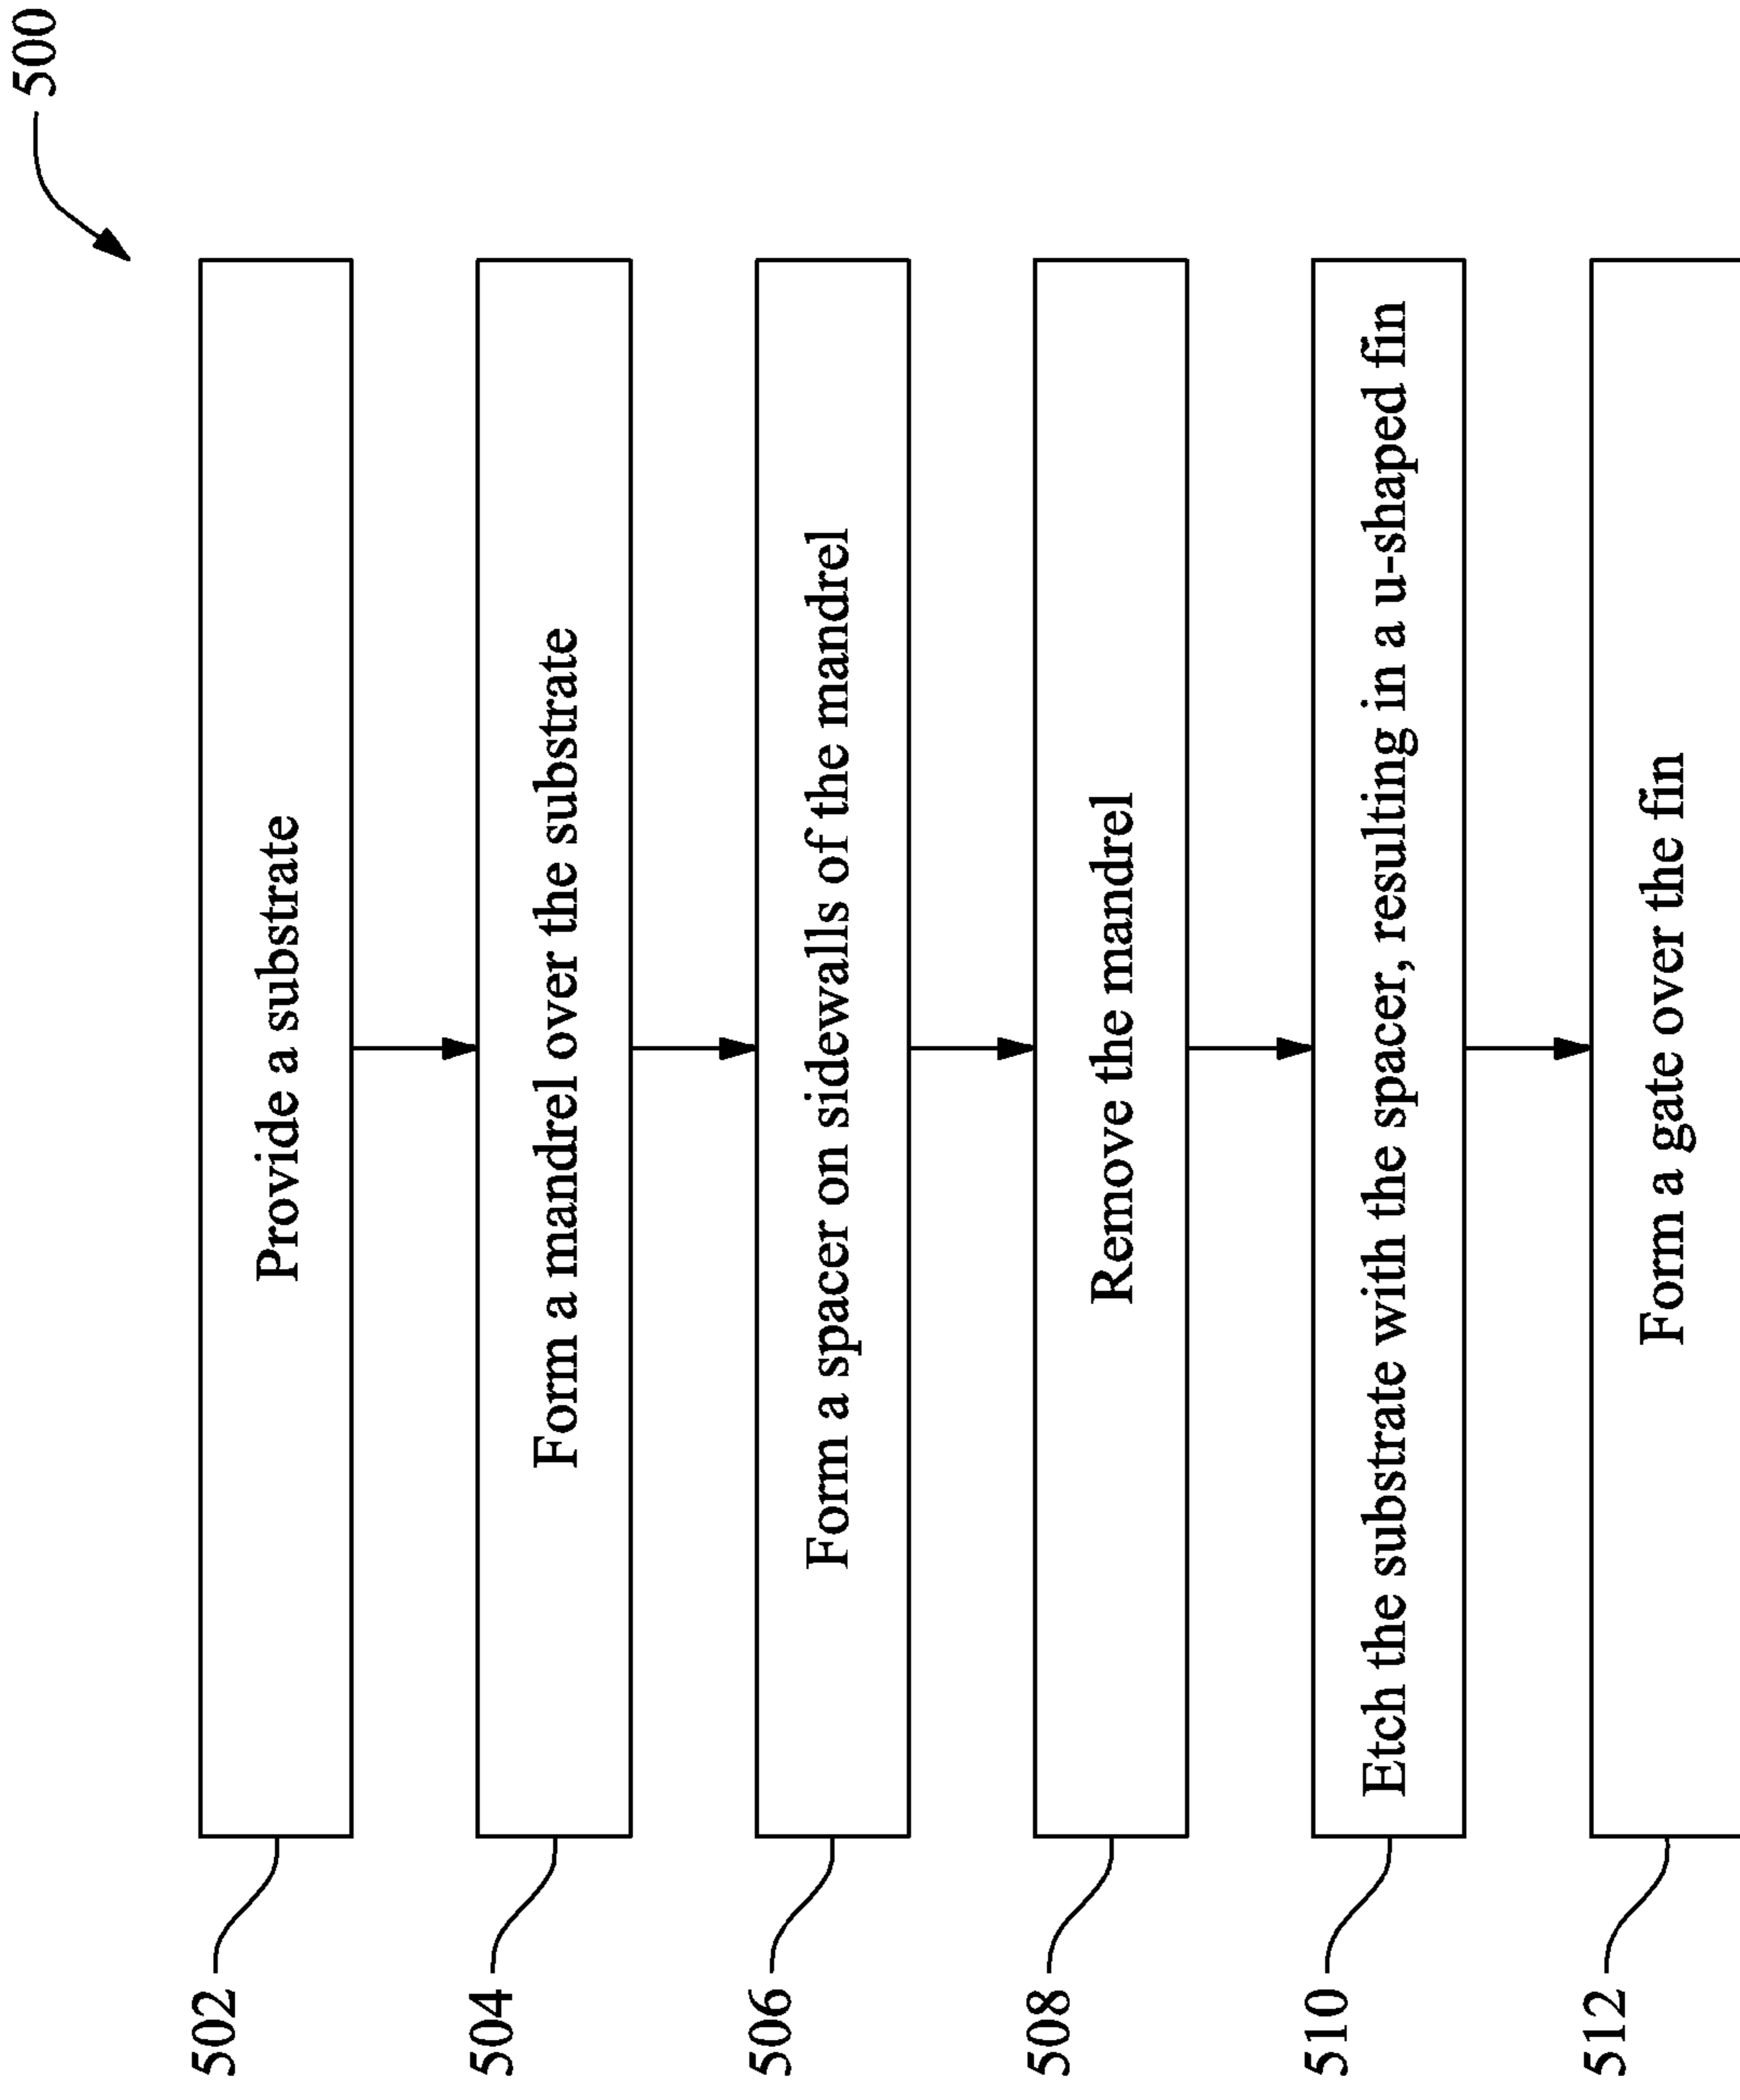 500
502
Provide a substrate
504
Form a mandrel over the substrate
506
Form a spacer on sidewalls of the mandrel
508
Remove the mandrel
510
Etch the substrate with the spacer, resulting in a u-shaped fin
512
Form a gate over the fin